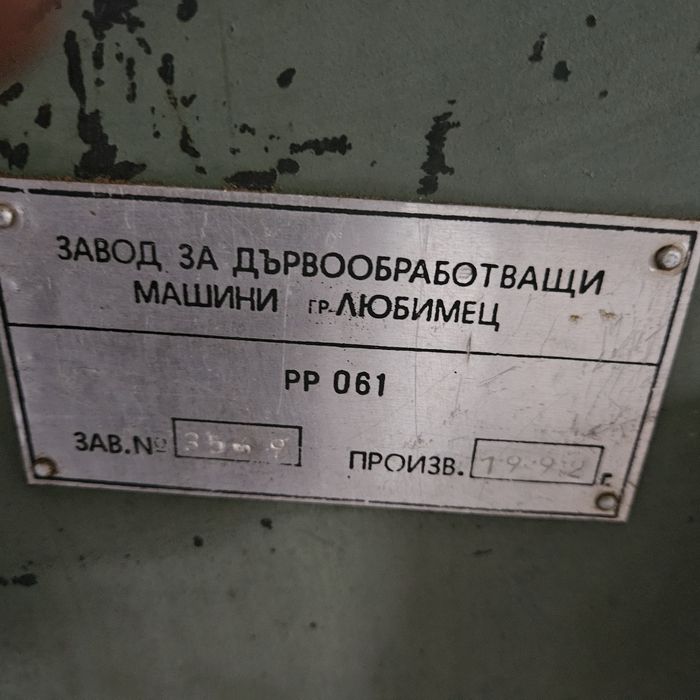 ЗАВОД ЗА ДЪРВООБРАБОТВАЩИ
МАШИНИ ГР. ЛЮБИМЕЦ
РР 061
ЗАВ.№
ПРОИЗВ. 1992 г.